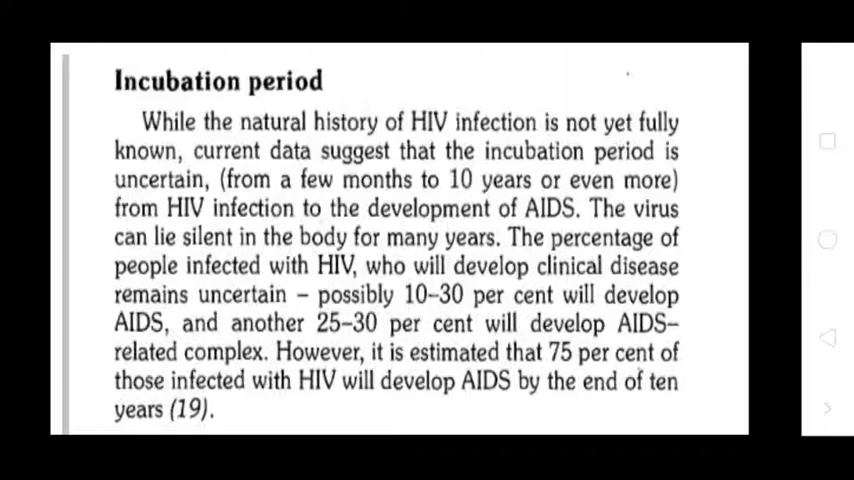 Incubation period
While the natural history of HIV infection is not yet fully
known, current data suggest that the incubation period is
uncertain, (from a few months to 10 years or even more)
from HIV infection to the development of AIDS. The virus
can lie silent in the body for many years. The percentage of
people infected with HIV, who will develop clinical disease
remains uncertain – possibly 10–30 per cent will develop
AIDS, and another 25–30 per cent will develop AIDS–
related complex. However, it is estimated that 75 per cent of
those infected with HIV will develop AIDS by the end of ten
years (19).